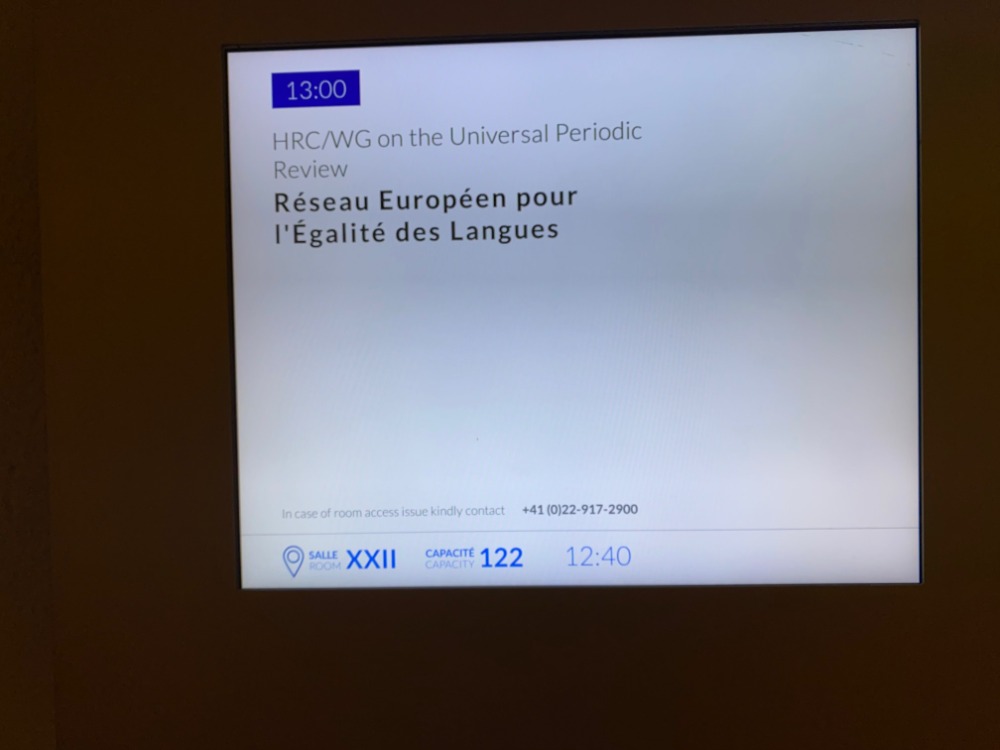 13:00
HRC/WG on the Universal Periodic
Review
Réseau Européen pour
l'Égalité des Langues
In case of room access issue kindly contact +41 (0)22-917-2900
SALLE ROOM XXII CAPACITÉ CAPACITY 122 12:40